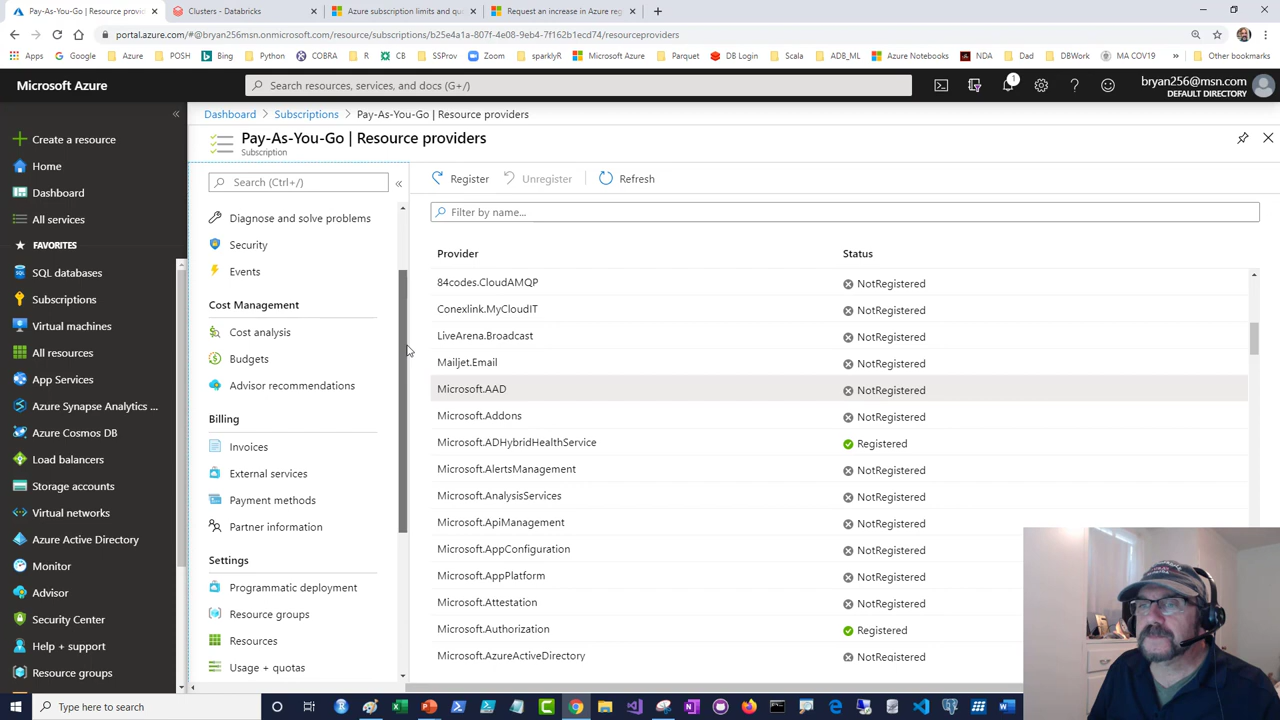 Pay-As-You-Go | Resource provi
Clusters - Databricks
Azure subscription limits and qu
Request an increase in Azure reg
portal.azure.com/#@bryan256msn.onmicrosoft.com/resource/subscriptions/b25e4a1a-807f-4e08-9eb4-7f162b1ecd74/resourceproviders
Apps Google Azure POSH Bing COBRA R SSProv Zoom sparklyR Microsoft Azure Parquet DB Login Scala ADB_ML Azure Notebooks NDA Dad DBWork MA COV19 » Other bookmarks
Microsoft Azure
Search resources, services, and docs (G+/)
1
bryan256@msn.com
DEFAULT DIRECTORY
Create a resource
Home
Dashboard
All services
FAVORITES
SQL databases
Subscriptions
Virtual machines
All resources
App Services
Azure Synapse Analytics ...
Azure Cosmos DB
Load balancers
Storage accounts
Virtual networks
Azure Active Directory
Monitor
Advisor
Security Center
Help + support
Resource groups
Dashboard > Subscriptions > Pay-As-You-Go | Resource providers
Pay-As-You-Go | Resource providers
Subscription
Search (Ctrl+/)
Diagnose and solve problems
Security
Events
Cost Management
Cost analysis
Budgets
Advisor recommendations
Billing
Invoices
External services
Payment methods
Partner information
Settings
Programmatic deployment
Resource groups
Resources
Usage + quotas
Register Unregister Refresh
Filter by name...
Provider Status
84codes.CloudAMQP NotRegistered
Conexlink.MyCloudIT NotRegistered
LiveArena.Broadcast NotRegistered
Mailjet.Email NotRegistered
Microsoft.AAD NotRegistered
Microsoft.Addons NotRegistered
Microsoft.ADHybridHealthService Registered
Microsoft.AlertsManagement NotRegistered
Microsoft.AnalysisServices NotRegistered
Microsoft.ApiManagement NotRegistered
Microsoft.AppConfiguration NotRegistered
Microsoft.AppPlatform NotRegistered
Microsoft.Attestation NotRegistered
Microsoft.Authorization Registered
Microsoft.AzureActiveDirectory NotRegistered
Type here to search